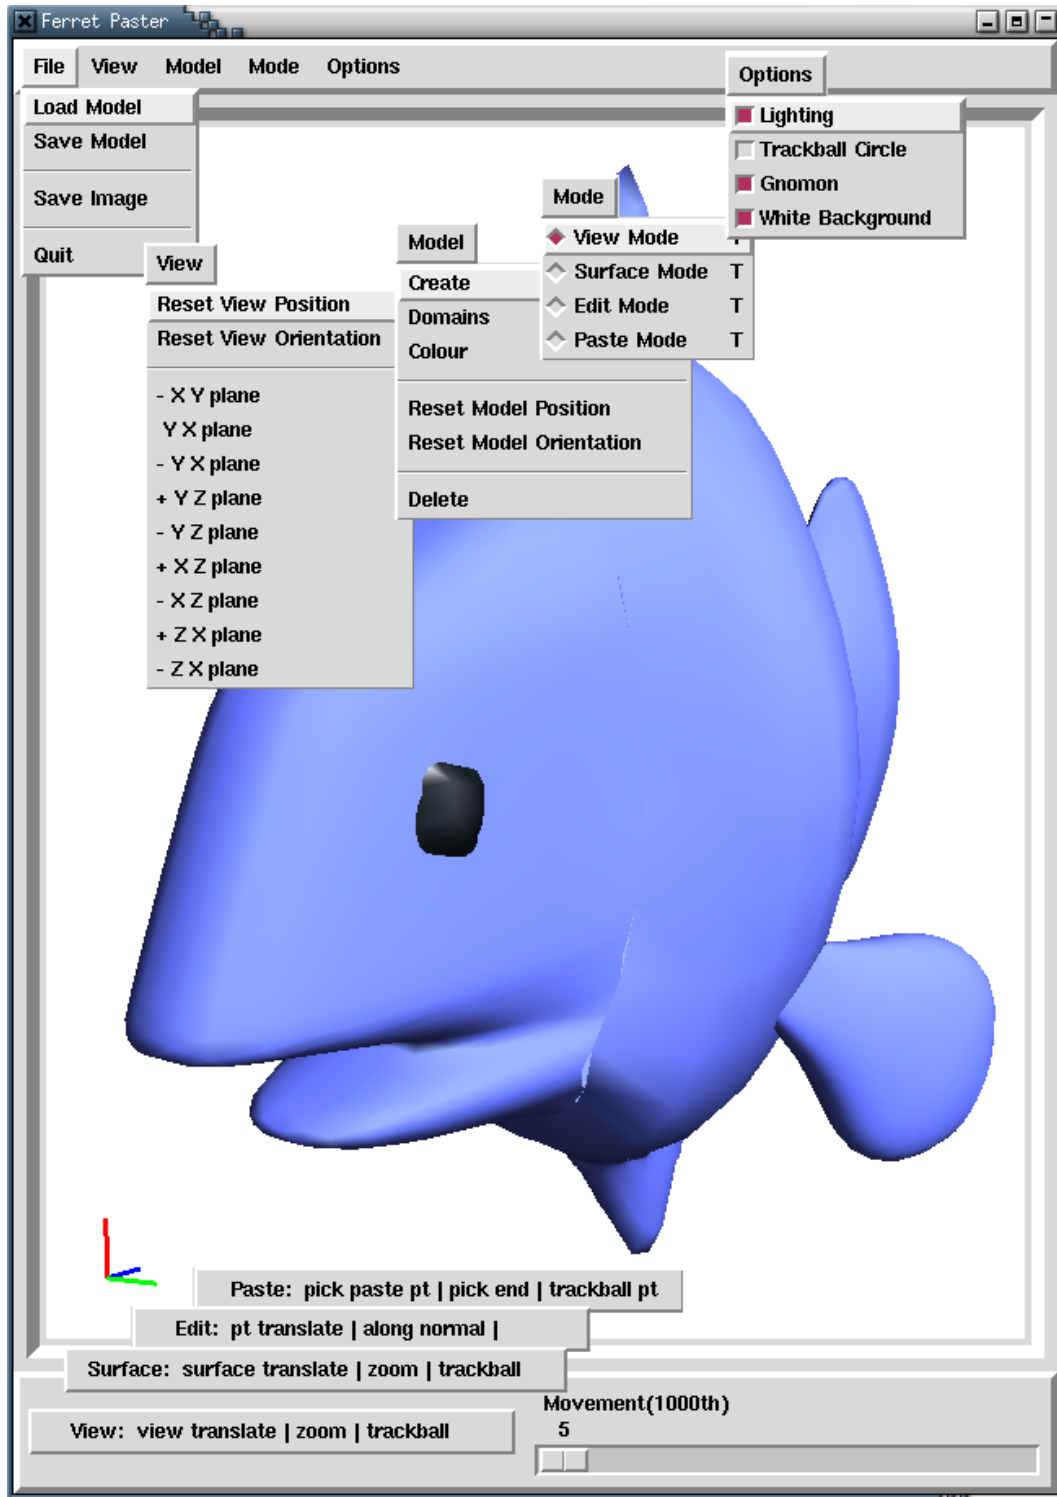 Ferret Paster
File View Model Mode Options
Options
Load Model
Save Model
Save Image
Quit
Lighting
Trackball Circle
Gnomon
White Background
Mode
View Mode
Surface Mode T
Edit Mode T
Paste Mode T
Model
Create
Domains
Colour
Reset Model Position
Reset Model Orientation
Delete
View
Reset View Position
Reset View Orientation
- X Y plane
Y X plane
- Y X plane
+ Y Z plane
- Y Z plane
+ X Z plane
- X Z plane
+ Z X plane
- Z X plane
Paste: pick paste pt | pick end | trackball pt
Edit: pt translate | along normal |
Surface: surface translate | zoom | trackball
View: view translate | zoom | trackball
Movement(1000th)
5